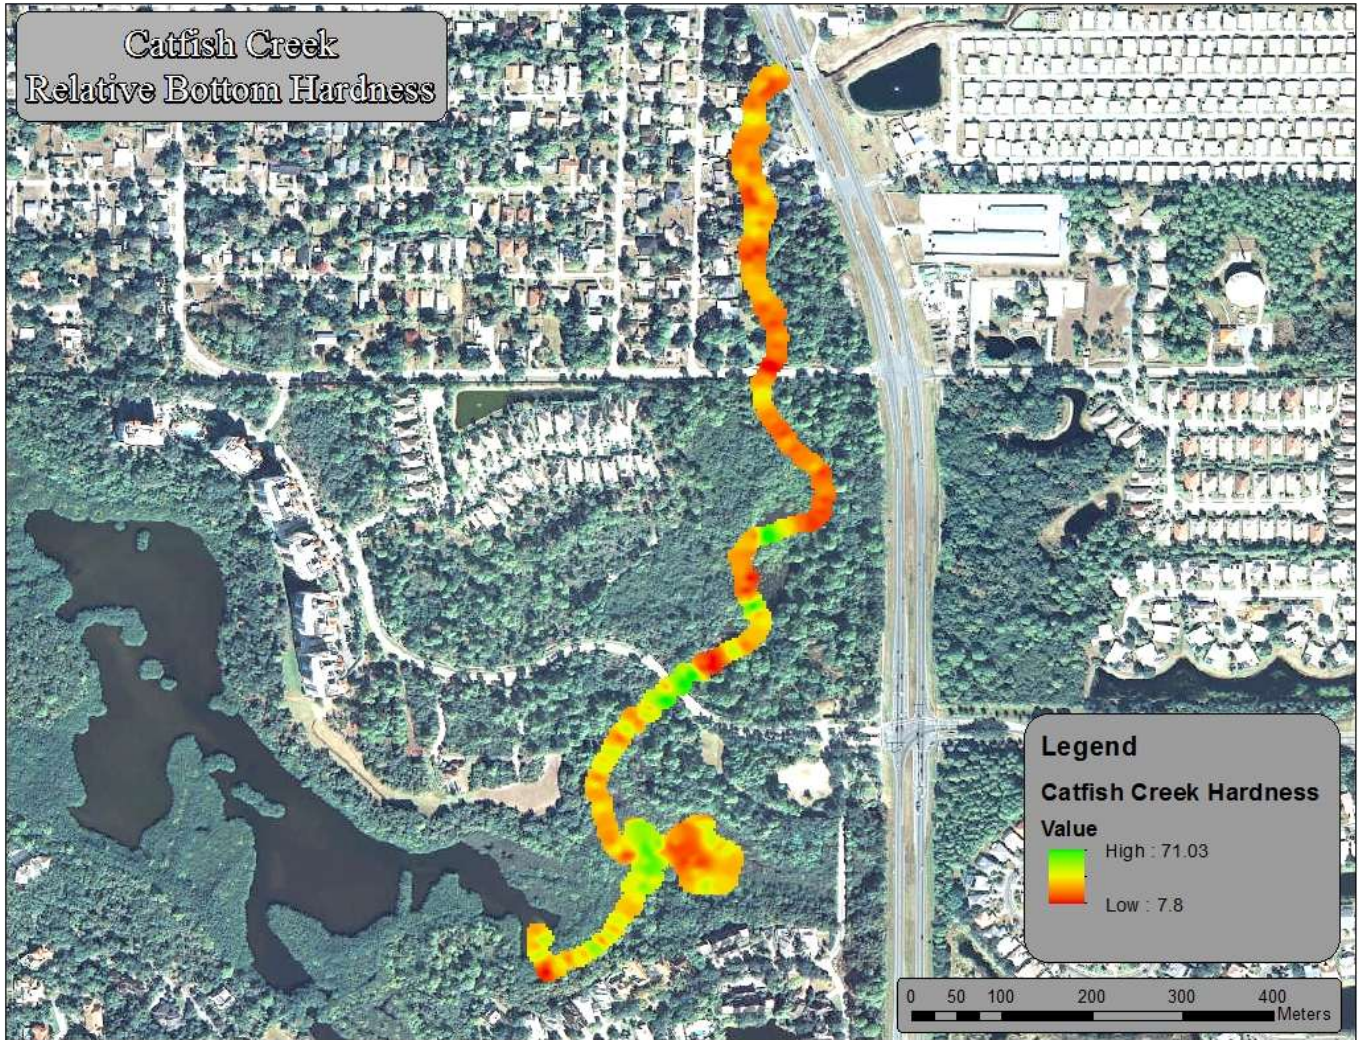 Catfish Creek
Relative Bottom Hardness
Legend
Catfish Creek Hardness
Value
High : 71.03
Low : 7.8
0 50 100 200 300 400
Meters